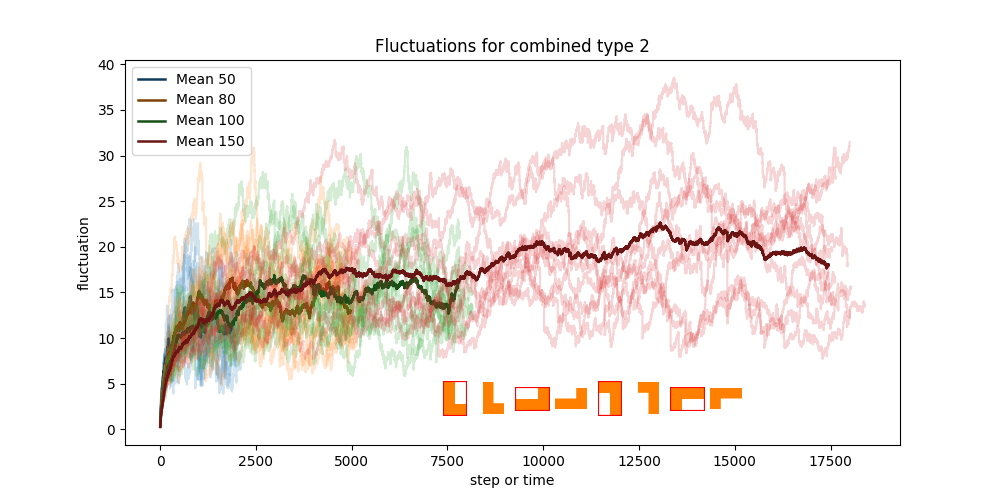 Fluctuations for combined type 2
40
35
30
25
20
15
10
5
0
fluctuation
Mean 50
Mean 80
Mean 100
Mean 150
0 2500 5000 7500 10000 12500 15000 17500
step or time